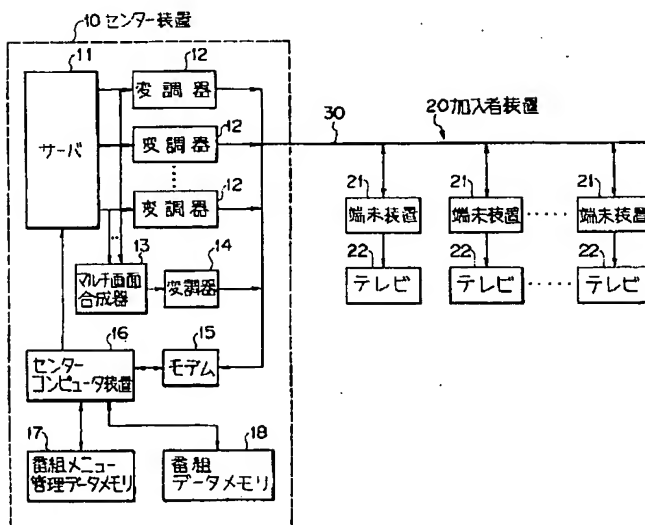 10 センター装置
11
サーバ
12
変調器
12
変調器
12
変調器
13
マルチ画面
合成器
14
変調器
16
センター
コンピュータ装置
15
モデム
17
番組メニュー
管理データメモリ
18
番組
データメモリ
30
20加入者装置
21
端末装置
21
端末装置
21
端末装置
22
テレビ
22
テレビ
22
テレビ